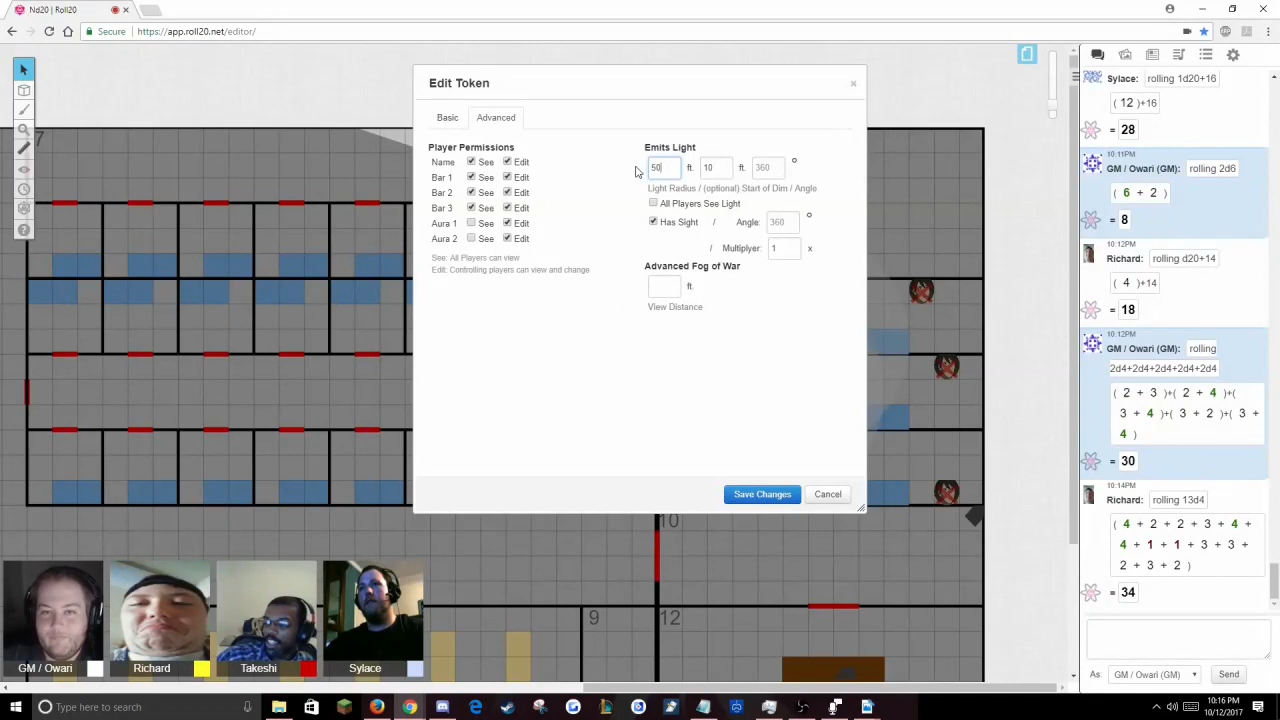 Nd20 | Roll20
Secure | https://app.roll20.net/editor/
Edit Token
Basic Advanced
Player Permissions
Name See Edit
Bar 1 See Edit
Bar 2 See Edit
Bar 3 See Edit
Aura 1 See Edit
Aura 2 See Edit
See: All Players can view
Edit: Controlling players can view and change
Emits Light
50 ft. 10 ft. 360 °
Light Radius / (optional) Start of Dim / Angle
All Players See Light
Has Sight / Angle: 360 °
/ Multiplyer: 1 x
Advanced Fog of War
ft.
View Distance
Save Changes Cancel
7
10
9
12
GM / Owari
Richard
Takeshi
Sylace
Sylace: rolling 1d20+16
( 12 )+16
= 28
10:11PM
GM / Owari (GM): rolling 2d6
( 6 + 2 )
= 8
10:12PM
Richard: rolling d20+14
( 4 )+14
= 18
10:12PM
GM / Owari (GM): rolling
2d4+2d4+2d4+2d4+2d4
( 2 + 3 )+( 2 + 4 )+(
3 + 4 )+( 3 + 2 )+( 3 +
4 )
= 30
10:14PM
Richard: rolling 13d4
( 4 + 2 + 2 + 3 + 4 +
4 + 1 + 1 + 3 + 3 +
2 + 3 + 2 )
= 34
As: GM / Owari (GM) Send
Type here to search
10:16 PM
10/12/2017